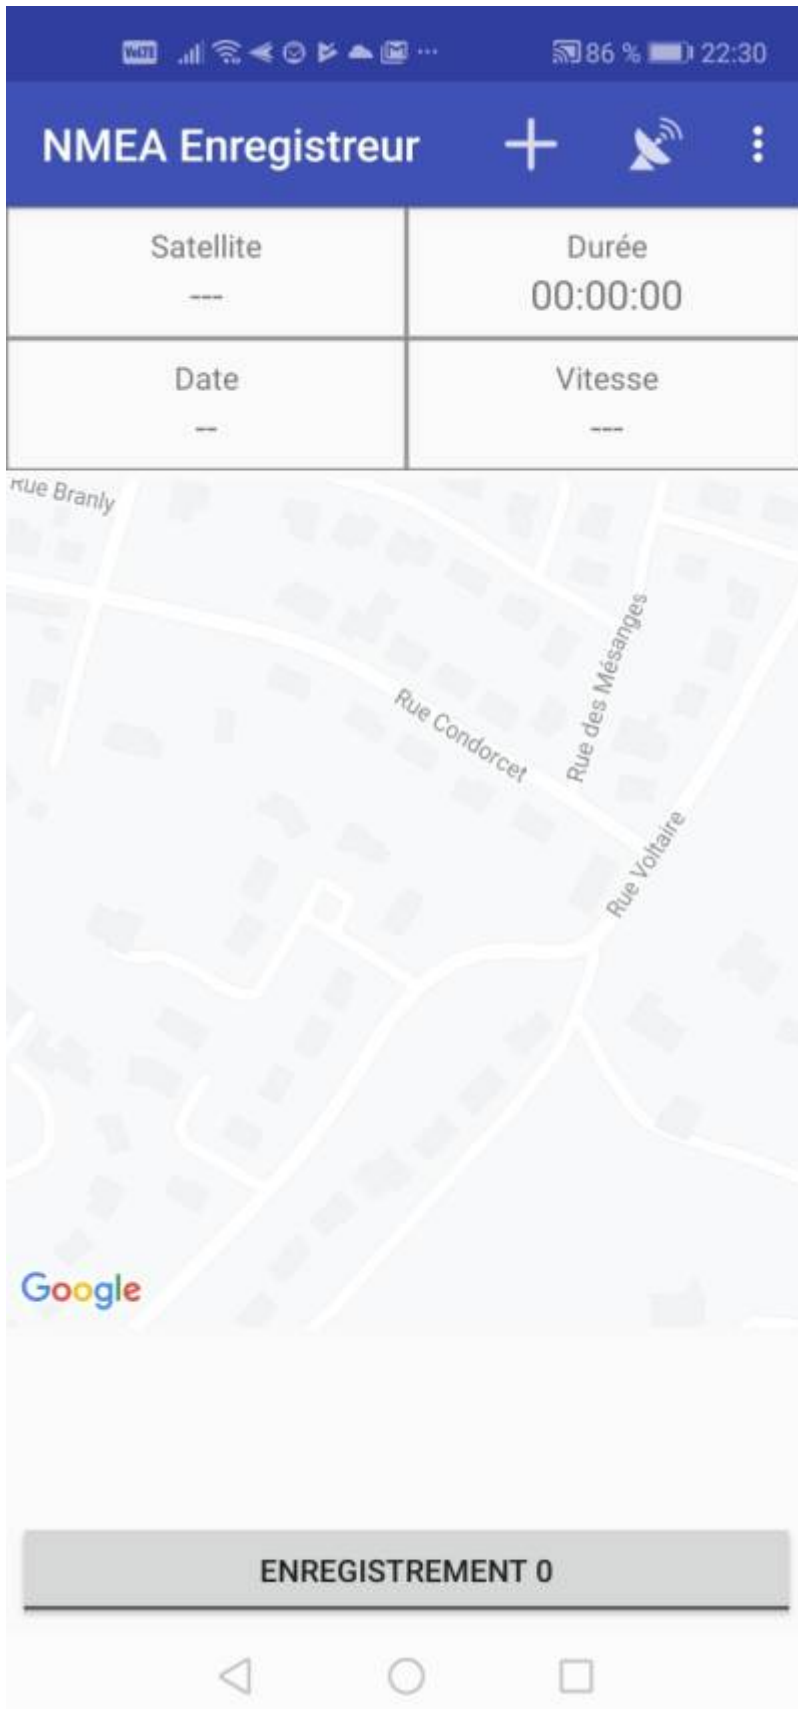 VoLTE
86 %
22:30
NMEA Enregistreur
Satellite
---
Durée
00:00:00
Date
--
Vitesse
---
Rue Branly
Rue des Mésanges
Rue Condorcet
Rue Voltaire
Google
ENREGISTREMENT 0